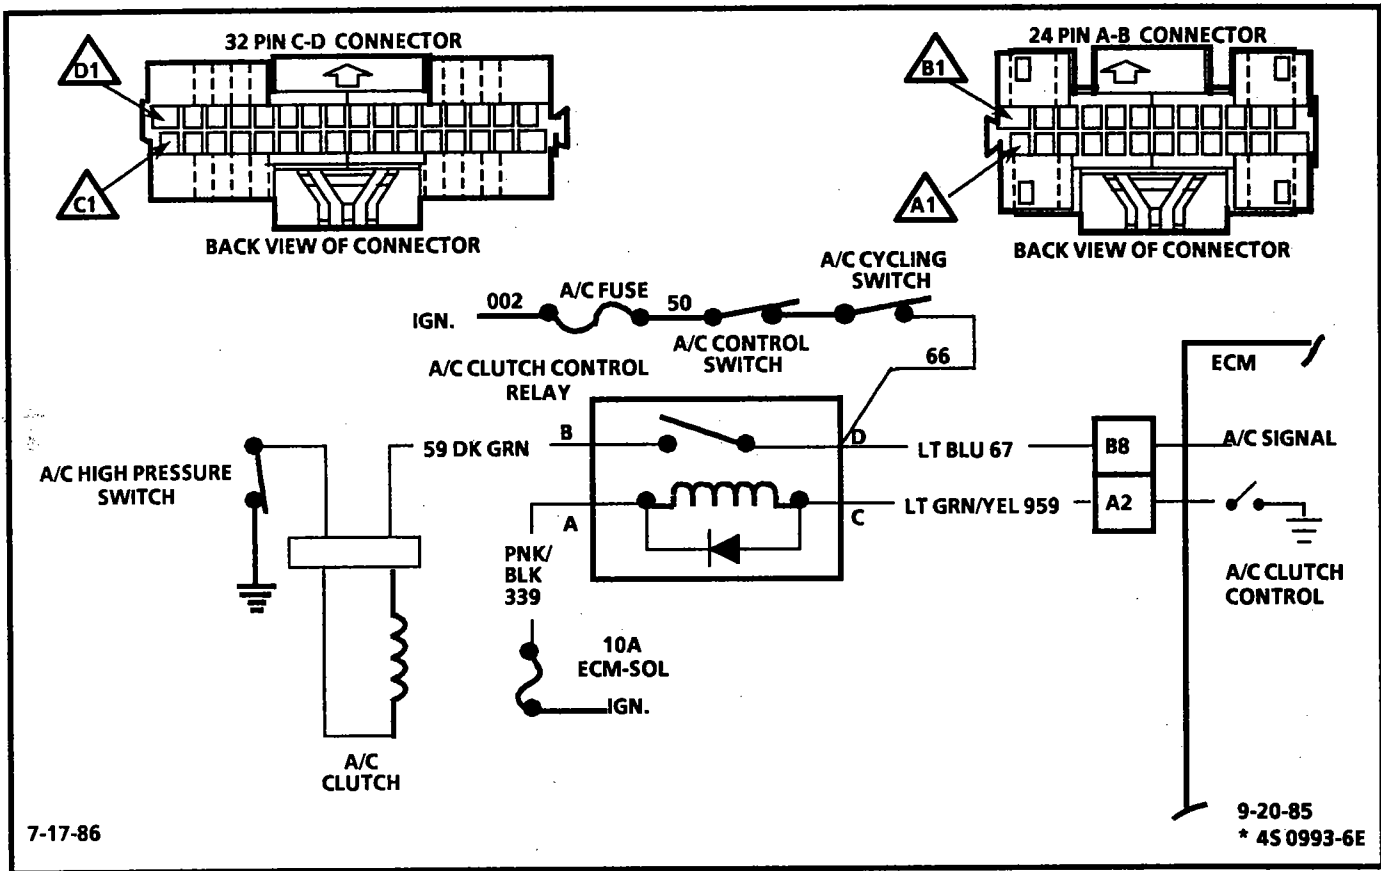 32 PIN C-D CONNECTOR
24 PIN A-B CONNECTOR
D1
B1
C1
A1
BACK VIEW OF CONNECTOR
BACK VIEW OF CONNECTOR
A/C CYCLING
SWITCH
IGN.
002
A/C FUSE
50
A/C CONTROL
SWITCH
66
A/C CLUTCH CONTROL
RELAY
ECM
A/C HIGH PRESSURE
SWITCH
59 DK GRN
B
D
LT BLU 67
B8
A/C SIGNAL
A
C
LT GRN/YEL 959
A2
PNK/
BLK
339
A/C CLUTCH
CONTROL
10A
ECM-SOL
IGN.
A/C
CLUTCH
7-17-86
9-20-85
* 4S 0993-6E